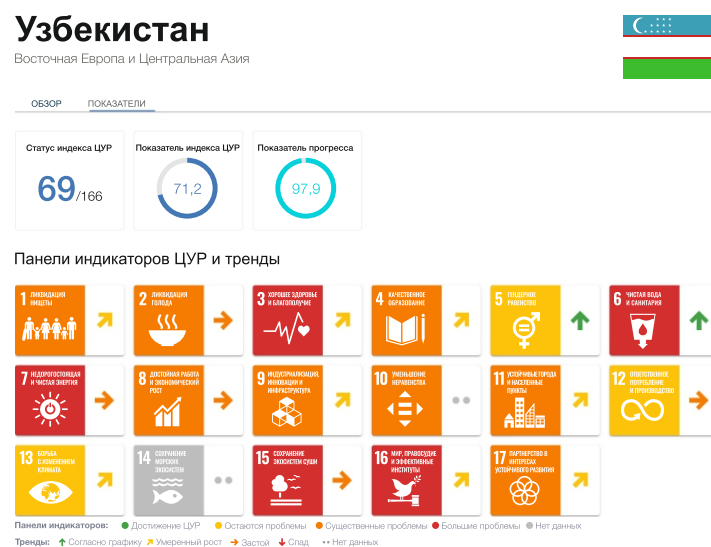 Узбекистан
Восточная Европа и Центральная Азия
ОБЗОР ПОКАЗАТЕЛИ
Статус индекса ЦУР
69/166
Показатель индекса ЦУР
71,2
Показатель прогресса
97,9
Панели индикаторов ЦУР и тренды
1 ЛИКВИДАЦИЯ
НИЩЕТЫ
2 ЛИКВИДАЦИЯ
ГОЛОДА
3 ХОРОШЕЕ ЗДОРОВЬЕ
И БЛАГОПОЛУЧИЕ
4 КАЧЕСТВЕННОЕ
ОБРАЗОВАНИЕ
5 ГЕНДЕРНОЕ
РАВЕНСТВО
6 ЧИСТАЯ ВОДА
И САНИТАРИЯ
7 НЕДОРОГОСТОЯЩАЯ
И ЧИСТАЯ ЭНЕРГИЯ
8 ДОСТОЙНАЯ РАБОТА
И ЭКОНОМИЧЕСКИЙ
РОСТ
9 ИНДУСТРИАЛИЗАЦИЯ,
ИННОВАЦИИ И
ИНФРАСТРУКТУРА
10 УМЕНЬШЕНИЕ
НЕРАВЕНСТВА
11 УСТОЙЧИВЫЕ ГОРОДА
И НАСЕЛЕННЫЕ
ПУНКТЫ
12 ОТВЕТСТВЕННОЕ
ПОТРЕБЛЕНИЕ
И ПРОИЗВОДСТВО
13 БОРЬБА
С ИЗМЕНЕНИЕМ
КЛИМАТА
14 СОХРАНЕНИЕ
МОРСКИХ
ЭКОСИСТЕМ
15 СОХРАНЕНИЕ
ЭКОСИСТЕМ СУШИ
16 МИР, ПРАВОСУДИЕ
И ЭФФЕКТИВНЫЕ
ИНСТИТУТЫ
17 ПАРТНЕРСТВО В
ИНТЕРЕСАХ
УСТОЙЧИВОГО РАЗВИТИЯ
Панели индикаторов: Достижение ЦУР Остаются проблемы Существенные проблемы Большие проблемы Нет данных
Тренды: Согласно графику Умеренный рост Застой Спад Нет данных